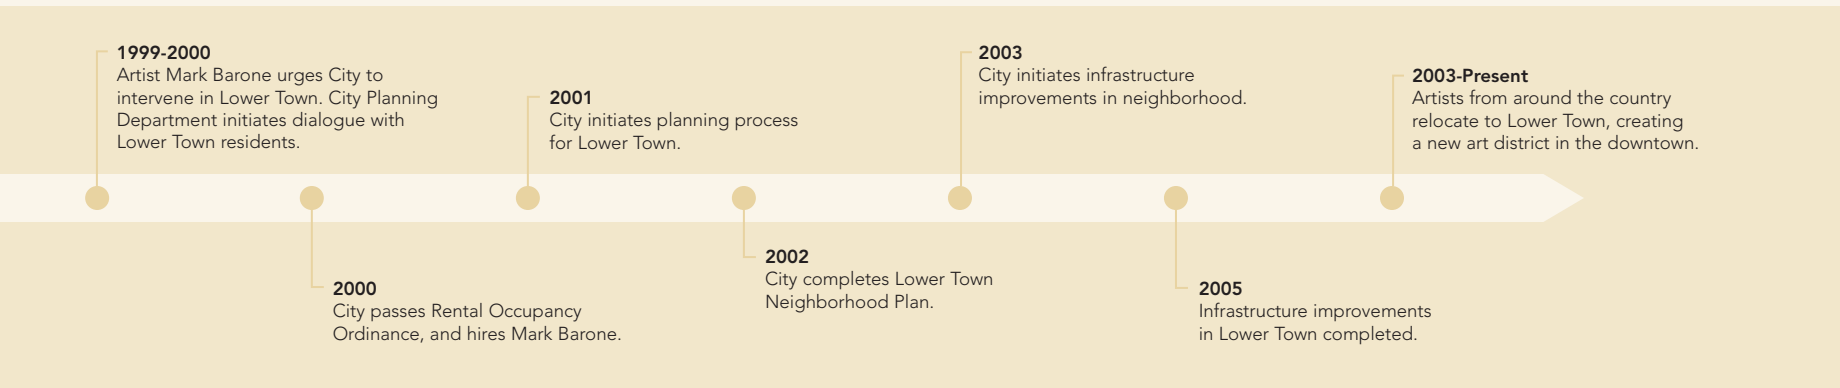 1999-2000
Artist Mark Barone urges City to
intervene in Lower Town. City Planning
Department initiates dialogue with
Lower Town residents.
2000
City passes Rental Occupancy
Ordinance, and hires Mark Barone.
2001
City initiates planning process
for Lower Town.
2002
City completes Lower Town
Neighborhood Plan.
2003
City initiates infrastructure
improvements in neighborhood.
2005
Infrastructure improvements
in Lower Town completed.
2003-Present
Artists from around the country
relocate to Lower Town, creating
a new art district in the downtown.